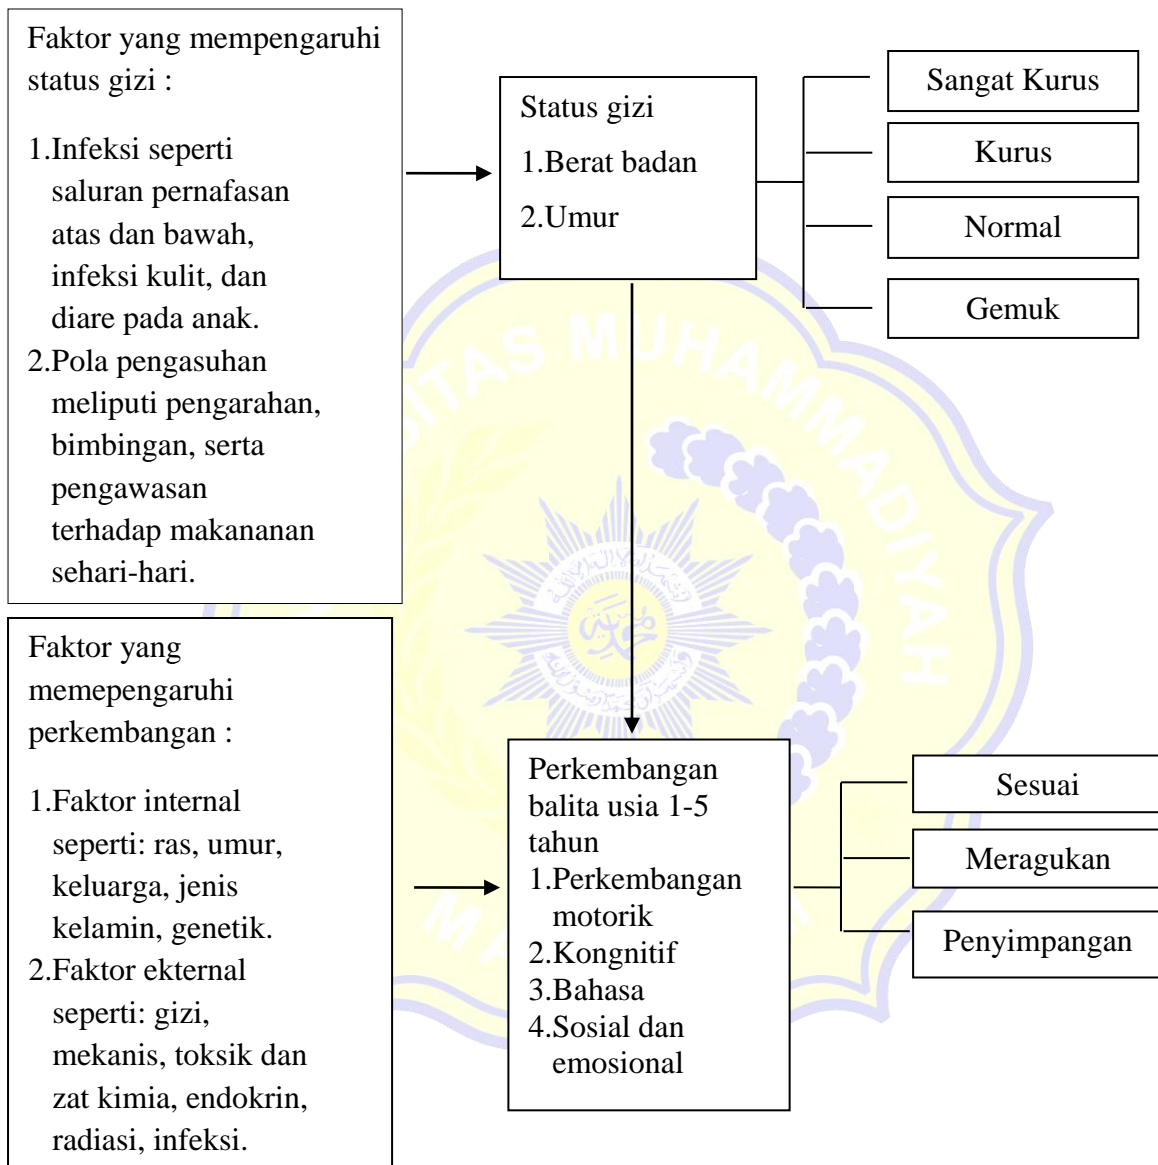 Faktor yang mempengaruhi
status gizi :
1.Infeksi seperti
saluran pernafasan
atas dan bawah,
infeksi kulit, dan
diare pada anak.
2.Pola pengasuhan
meliputi pengarahan,
bimbingan, serta
pengawasan
terhadap makananan
sehari-hari.
Status gizi
1.Berat badan
2.Umur
Sangat Kurus
Kurus
Normal
Gemuk
Faktor yang
memepengaruhi
perkembangan :
1.Faktor internal
seperti: ras, umur,
keluarga, jenis
kelamin, genetik.
2.Faktor ekternal
seperti: gizi,
mekanis, toksik dan
zat kimia, endokrin,
radiasi, infeksi.
Perkembangan
balita usia 1-5
tahun
1.Perkembangan
motorik
2.Kongnitif
3.Bahasa
4.Sosial dan
emosional
Sesuai
Meragukan
Penyimpangan
MUHAMMADIYAH